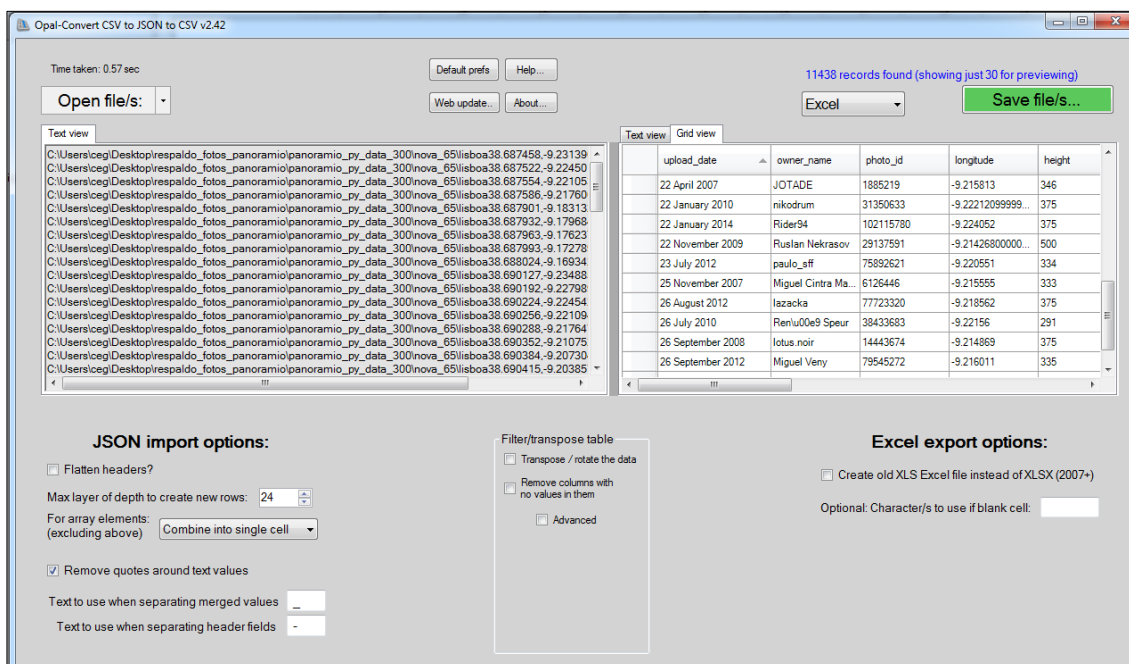 Opal-Convert CSV to JSON to CSV v2.42
Time taken: 0.57 sec
Default prefs
Help...
11438 records found (showing just 30 for previewing)
Open file/s:
Web update..
About...
Excel
Save file/s...
Text view
Text view
Grid view
C:\Users\ceg\Desktop\respaldo_fotos_panoramio\panoramio_py_data_300\nova_65\lisboa38.687458,-9.23139
C:\Users\ceg\Desktop\respaldo_fotos_panoramio\panoramio_py_data_300\nova_65\lisboa38.687522,-9.22450
C:\Users\ceg\Desktop\respaldo_fotos_panoramio\panoramio_py_data_300\nova_65\lisboa38.687554,-9.22105
C:\Users\ceg\Desktop\respaldo_fotos_panoramio\panoramio_py_data_300\nova_65\lisboa38.687586,-9.21760
C:\Users\ceg\Desktop\respaldo_fotos_panoramio\panoramio_py_data_300\nova_65\lisboa38.687901,-9.18313
C:\Users\ceg\Desktop\respaldo_fotos_panoramio\panoramio_py_data_300\nova_65\lisboa38.687932,-9.17968
C:\Users\ceg\Desktop\respaldo_fotos_panoramio\panoramio_py_data_300\nova_65\lisboa38.687963,-9.17623
C:\Users\ceg\Desktop\respaldo_fotos_panoramio\panoramio_py_data_300\nova_65\lisboa38.687993,-9.17278
C:\Users\ceg\Desktop\respaldo_fotos_panoramio\panoramio_py_data_300\nova_65\lisboa38.688024,-9.16934
C:\Users\ceg\Desktop\respaldo_fotos_panoramio\panoramio_py_data_300\nova_65\lisboa38.690127,-9.23488
C:\Users\ceg\Desktop\respaldo_fotos_panoramio\panoramio_py_data_300\nova_65\lisboa38.690192,-9.22798
C:\Users\ceg\Desktop\respaldo_fotos_panoramio\panoramio_py_data_300\nova_65\lisboa38.690224,-9.22454
C:\Users\ceg\Desktop\respaldo_fotos_panoramio\panoramio_py_data_300\nova_65\lisboa38.690256,-9.22109
C:\Users\ceg\Desktop\respaldo_fotos_panoramio\panoramio_py_data_300\nova_65\lisboa38.690288,-9.21764
C:\Users\ceg\Desktop\respaldo_fotos_panoramio\panoramio_py_data_300\nova_65\lisboa38.690352,-9.21075
C:\Users\ceg\Desktop\respaldo_fotos_panoramio\panoramio_py_data_300\nova_65\lisboa38.690384,-9.20730
C:\Users\ceg\Desktop\respaldo_fotos_panoramio\panoramio_py_data_300\nova_65\lisboa38.690415,-9.20385
upload_date owner_name photo_id longitude height
22 April 2007 JOTADE 1885219 -9.215813 346
22 January 2010 nikodrum 31350633 -9.22212099999... 375
22 January 2014 Rider94 102115780 -9.224052 375
22 November 2009 Ruslan Nekrasov 29137591 -9.21426800000... 500
23 July 2012 paulo_sff 75892621 -9.220551 334
25 November 2007 Miguel Cintra Ma... 6126446 -9.215555 333
26 August 2012 lazacka 77723320 -9.218562 375
26 July 2010 Ren\u00e9 Speur 38433683 -9.22156 291
26 September 2008 lotus.noir 14443674 -9.214869 375
26 September 2012 Miguel Veny 79545272 -9.216011 335
JSON import options:
Flatten headers?
Max layer of depth to create new rows: 24
For array elements:
(excluding above)
Combine into single cell
Remove quotes around text values
Text to use when separating merged values _
Text to use when separating header fields -
Filter/transpose table
Transpose / rotate the data
Remove columns with
no values in them
Advanced
Excel export options:
Create old XLS Excel file instead of XLSX (2007+)
Optional: Character/s to use if blank cell: